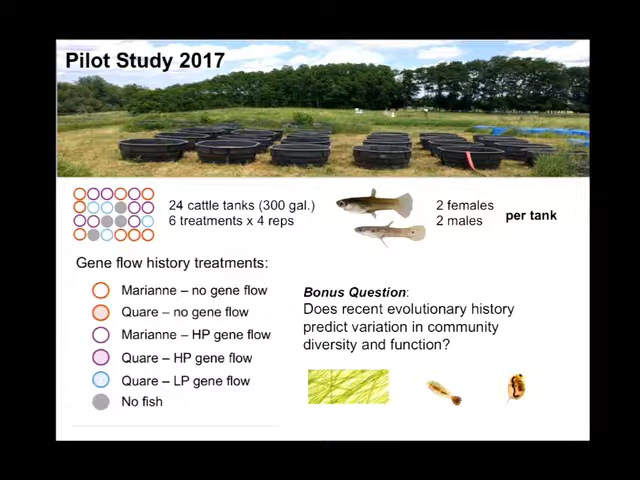 Pilot Study 2017
24 cattle tanks (300 gal.)
6 treatments x 4 reps
2 females
2 males
per tank
Gene flow history treatments:
Marianne – no gene flow
Quare – no gene flow
Marianne – HP gene flow
Quare – HP gene flow
Quare – LP gene flow
No fish
Bonus Question:
Does recent evolutionary history
predict variation in community
diversity and function?